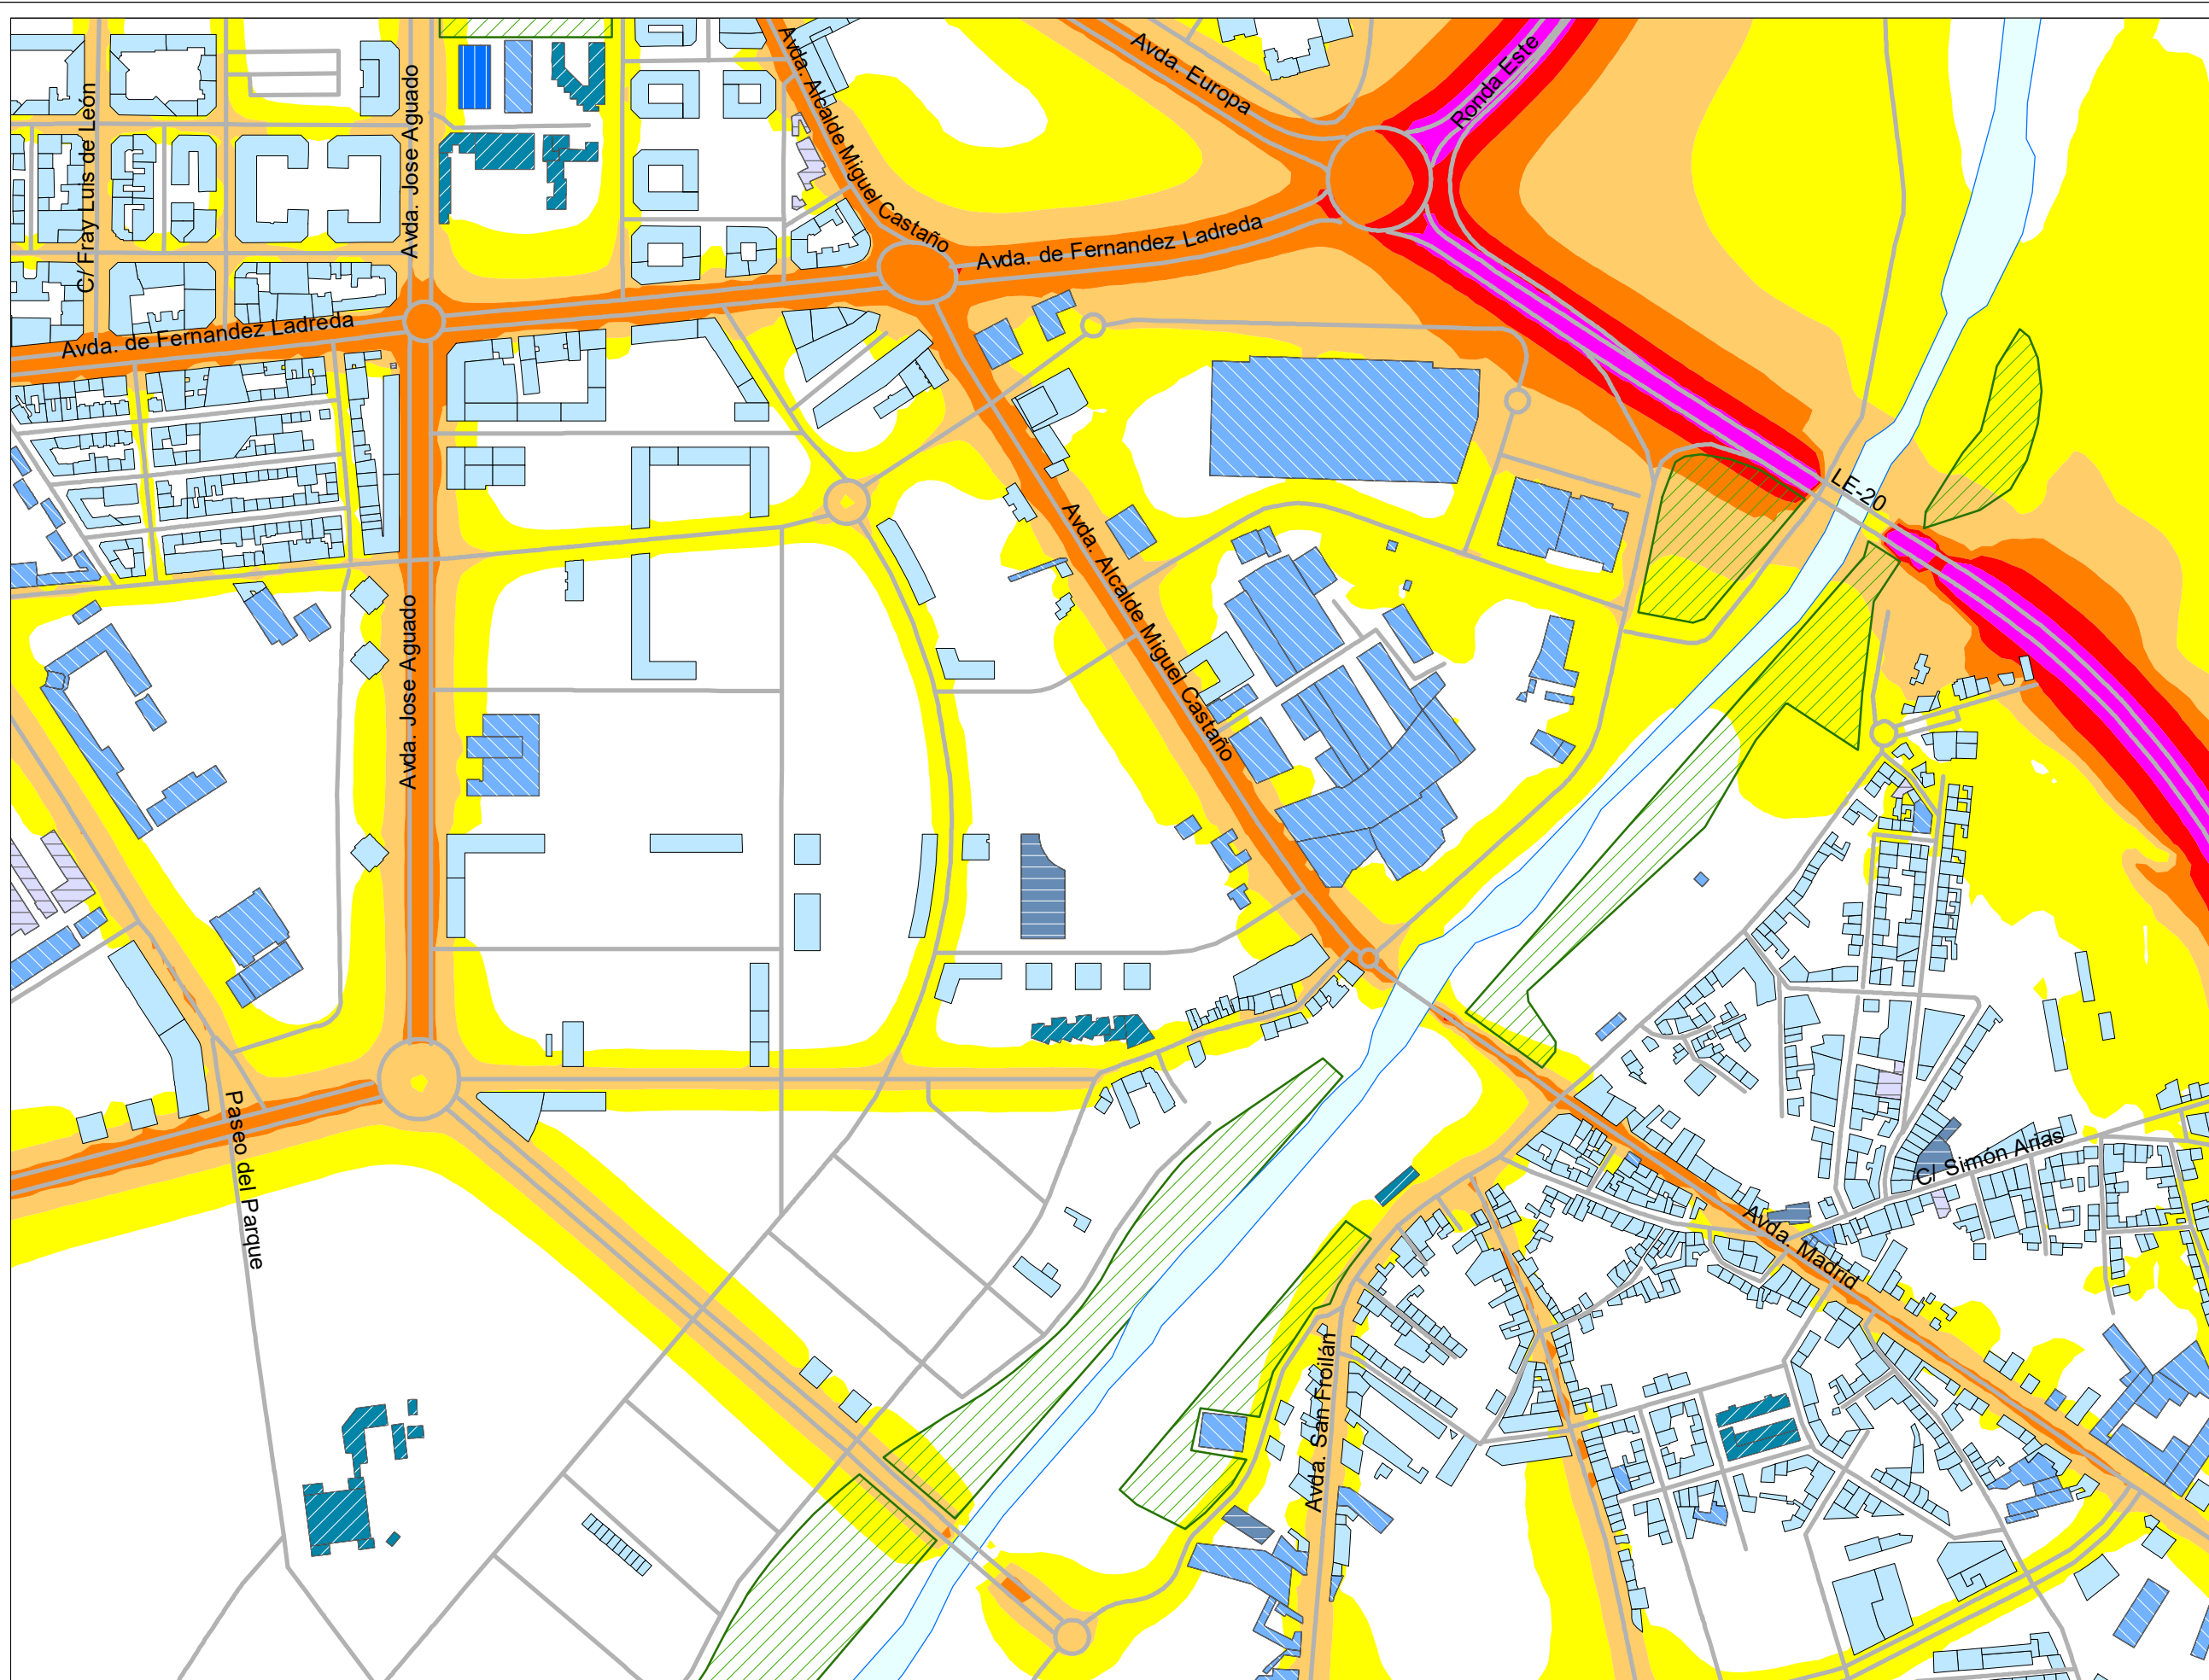 Avda. Alcalde Miguel Castaño
Avda. Europa
Ronda Este
C/ Fray Luis de León
Avda. Jose Aguado
Avda. de Fernandez Ladreda
Avda. de Fernandez Ladreda
LE-20
Avda. Alcalde Miguel Castaño
Avda. Jose Aguado
Paseo del Parque
C/ Simón Arias
Avda. Madrid
Avda. San Froilán